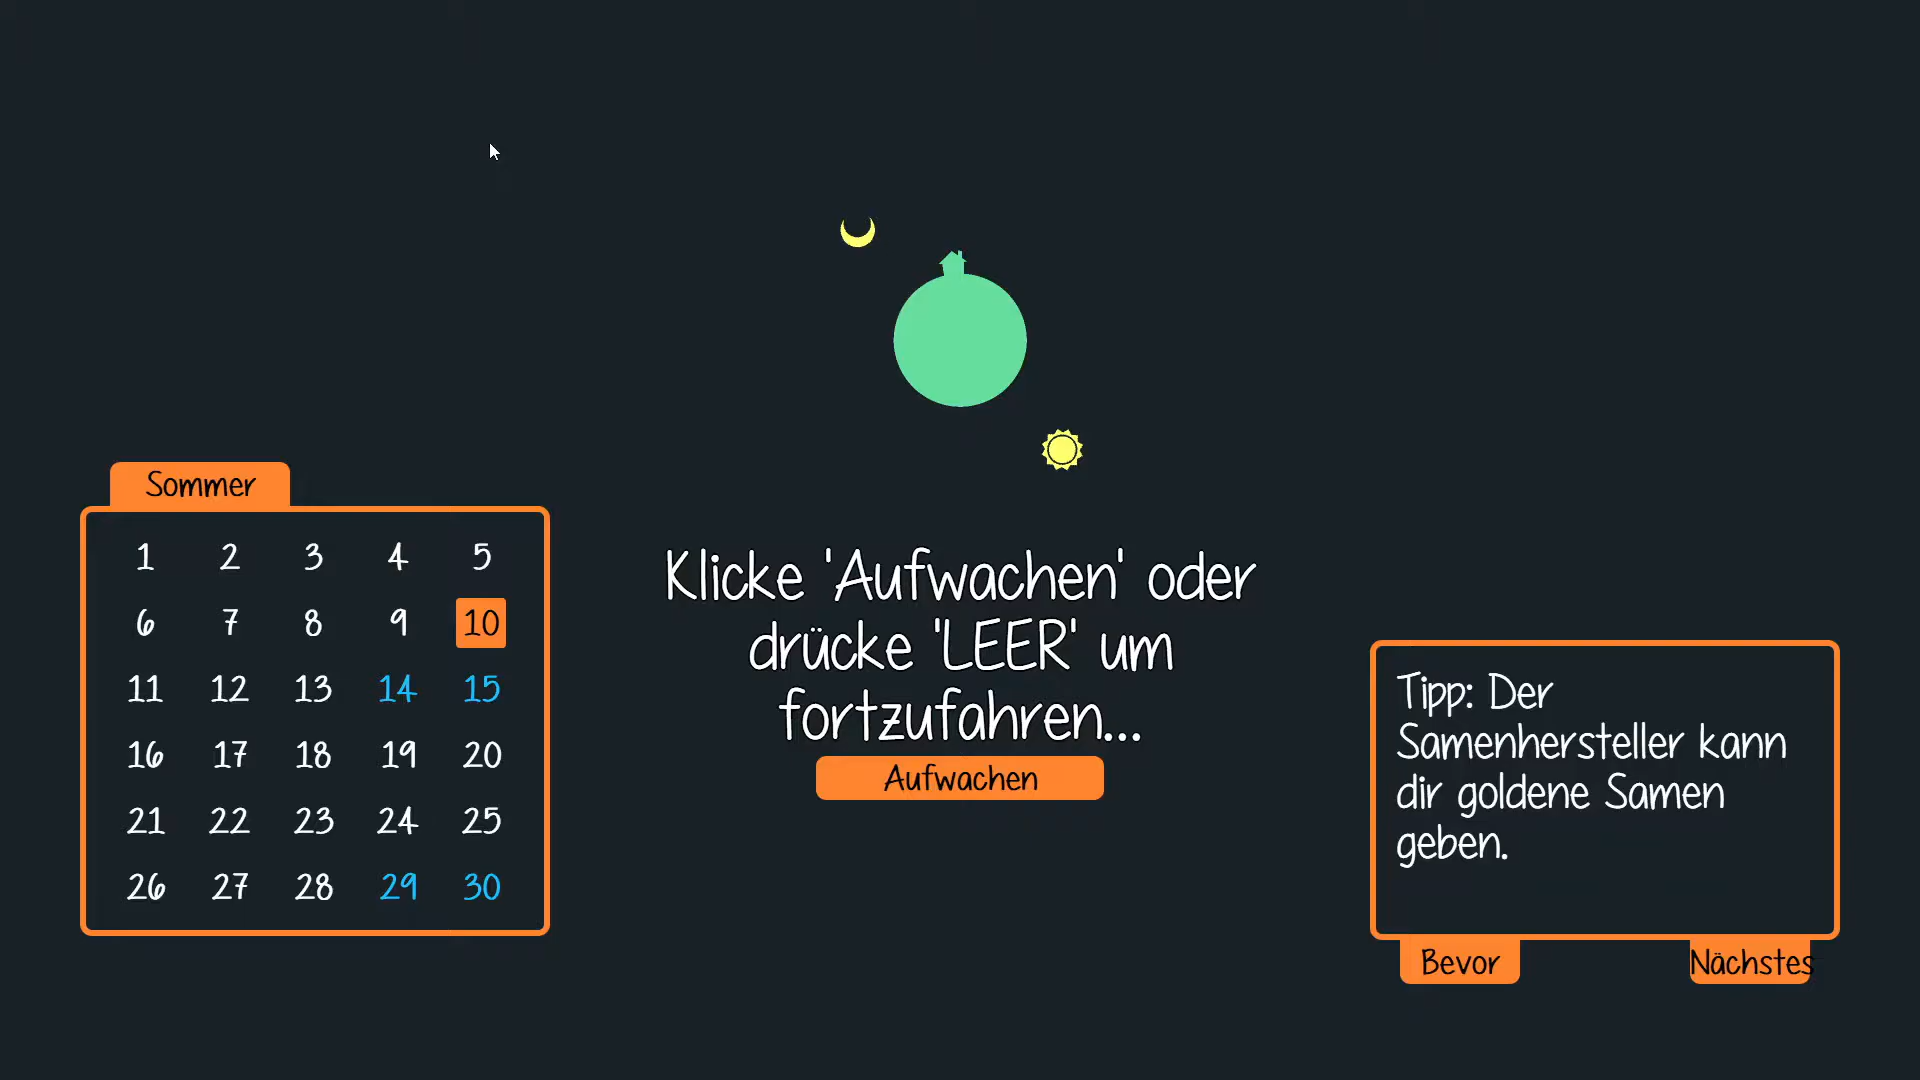 Sommer
1 2 3 4 5
6 7 8 9 10
11 12 13 14 15
16 17 18 19 20
21 22 23 24 25
26 27 28 29 30
Klicke 'Aufwachen' oder
drücke 'LEER' um
fortzufahren...
Aufwachen
Tipp: Der
Samenhersteller kann
dir goldene Samen
geben.
Bevor
Nächstes